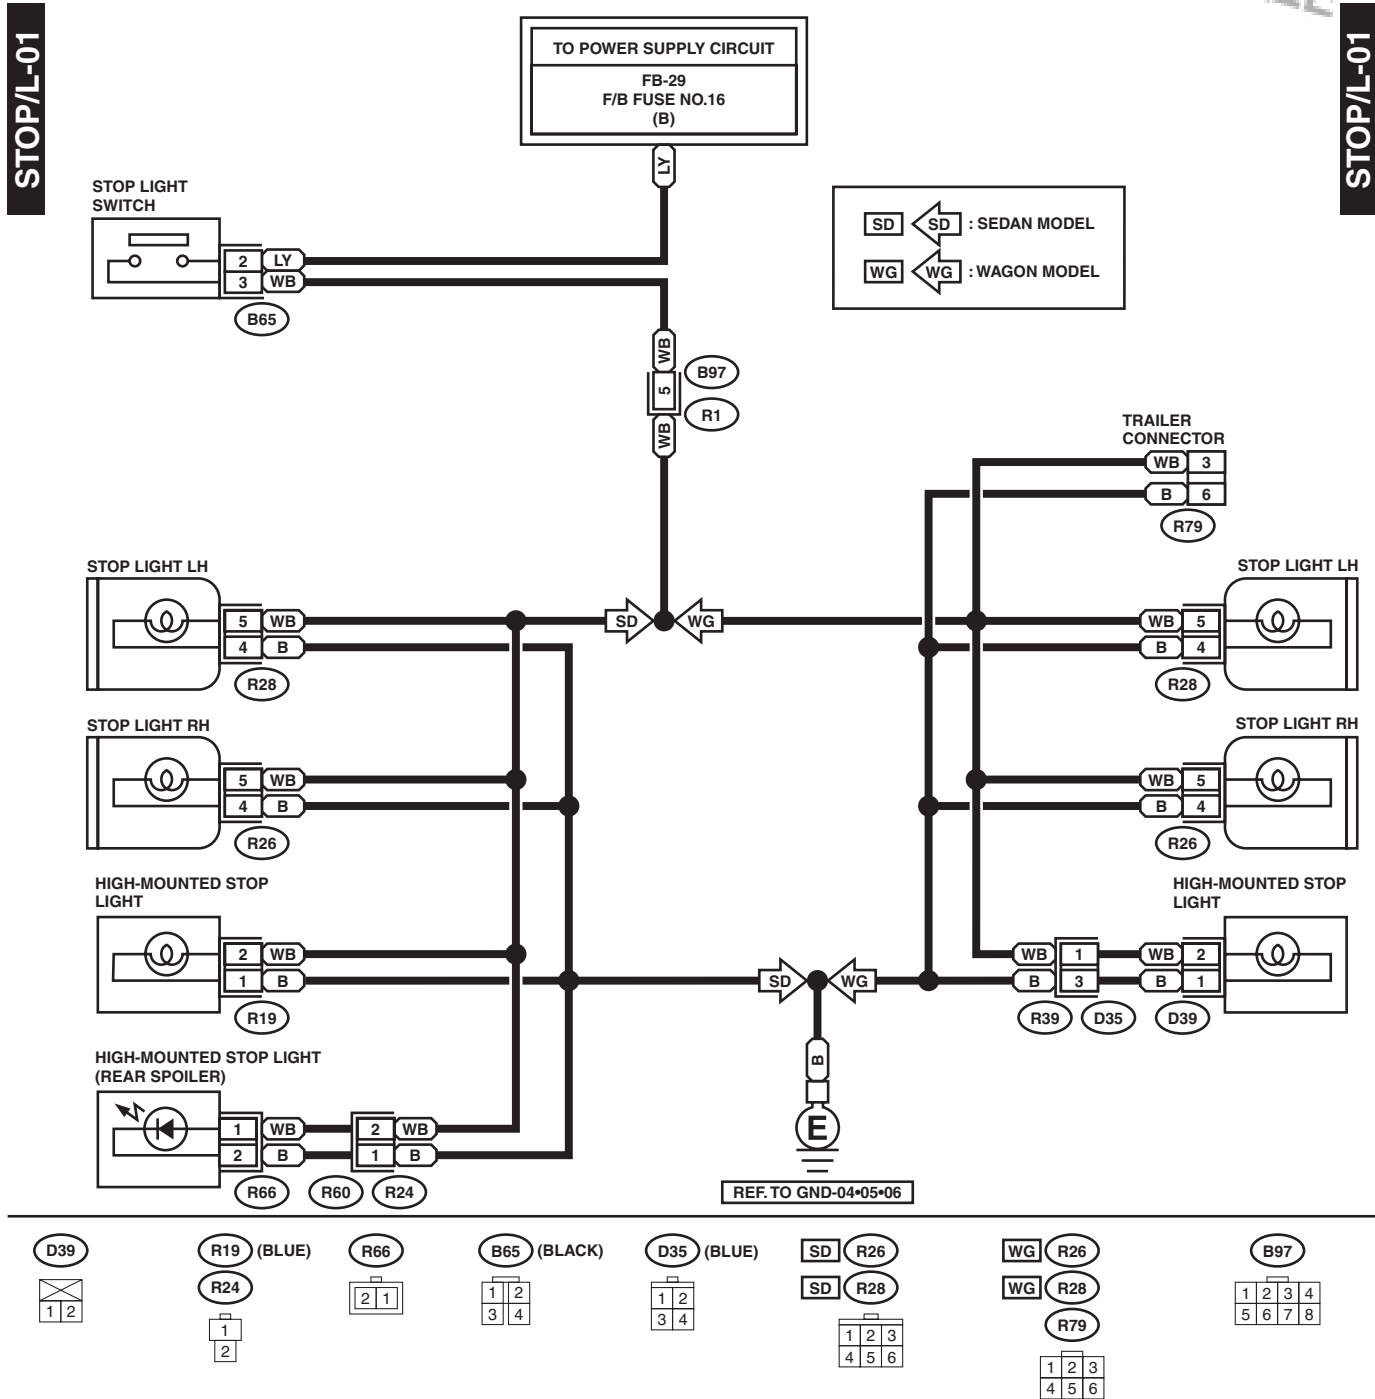 STOP/L-01
STOP/L-01
TO POWER SUPPLY CIRCUIT
FB-29
F/B FUSE NO.16
(B)
LY
STOP LIGHT
SWITCH
2 LY
3 WB
B65
SD SD : SEDAN MODEL
WG WG : WAGON MODEL
WB
5
B97
R1
WB
TRAILER
CONNECTOR
WB 3
B 6
R79
STOP LIGHT LH
5 WB
4 B
R28
SD WG
STOP LIGHT LH
WB 5
B 4
R28
STOP LIGHT RH
5 WB
4 B
R26
STOP LIGHT RH
WB 5
B 4
R26
HIGH-MOUNTED STOP
LIGHT
2 WB
1 B
R19
SD WG
HIGH-MOUNTED STOP
LIGHT
WB 1 WB 2
B 3 B 1
R39 D35 D39
HIGH-MOUNTED STOP LIGHT
(REAR SPOILER)
1 WB 2 WB
2 B 1 B
R66 R60 R24
B
E
REF. TO GND-04•05•06
D39
1 2
R19 (BLUE)
R24
1
2
R66
2 1
B65 (BLACK)
1 2
3 4
D35 (BLUE)
1 2
3 4
SD R26
SD R28
1 2 3
4 5 6
WG R26
WG R28
R79
1 2 3
4 5 6
B97
1 2 3 4
5 6 7 8